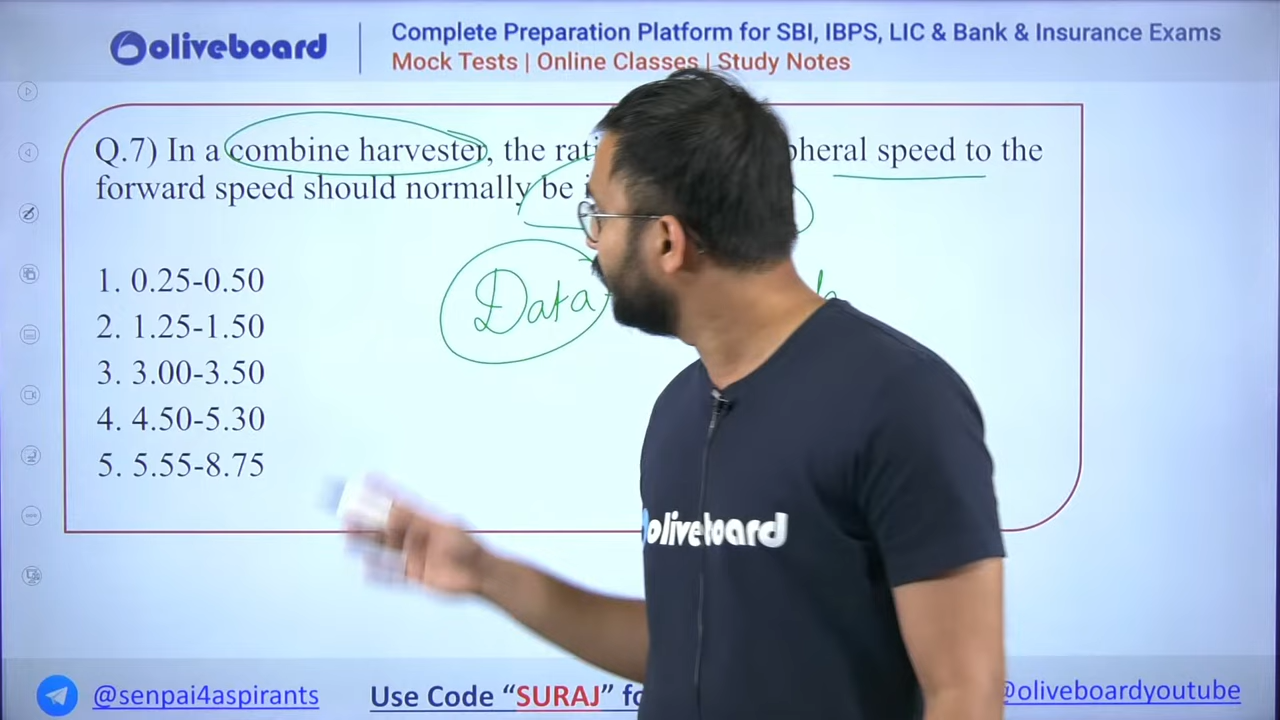 oliveboard
Complete Preparation Platform for SBI, IBPS, LIC & Bank & Insurance Exams
Mock Tests | Online Classes | Study Notes
Q.7) In a combine harvester, the speed to the
forward speed should normally be
Data
1. 0.25-0.50
2. 1.25-1.50
3. 3.00-3.50
4. 4.50-5.30
5. 5.55-8.75
oliveboard
@senpai4aspirants
Use Code “SURAJ”
@oliveboardyoutube